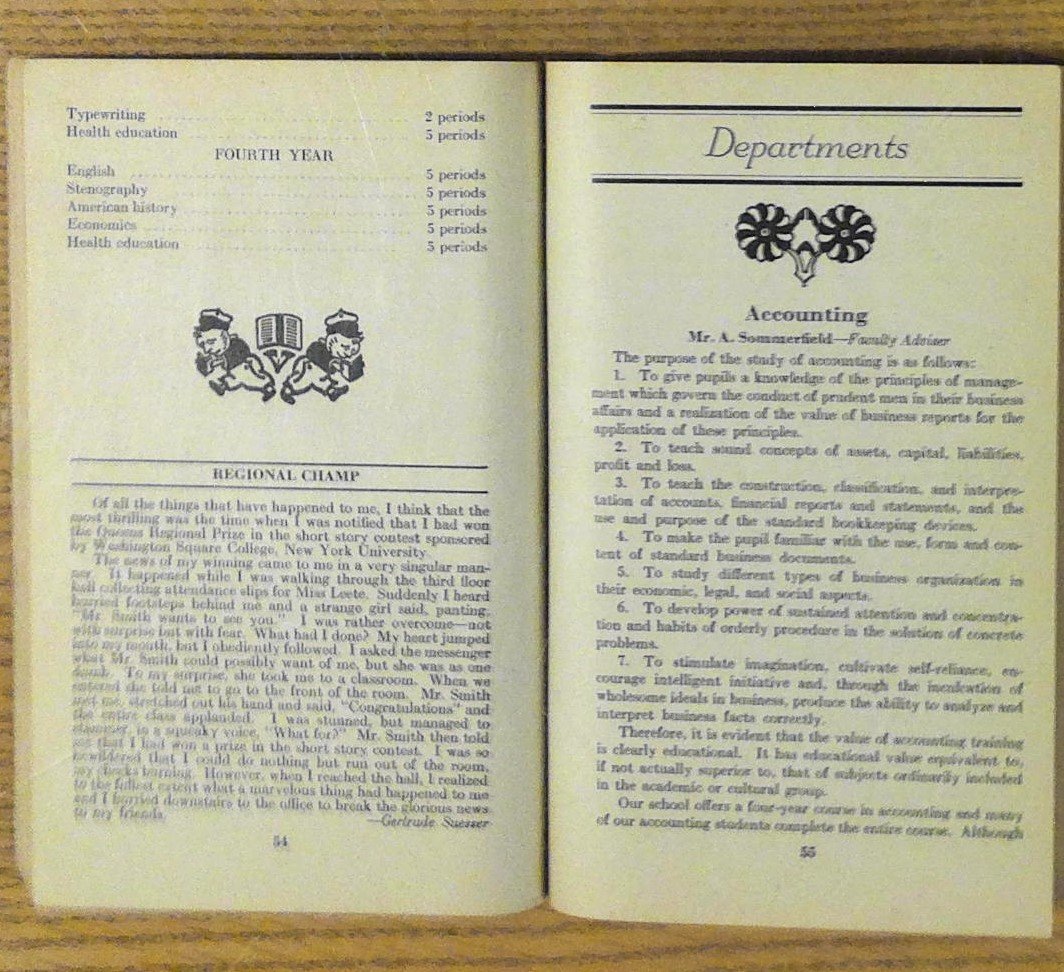 Typewriting 2 periods
Health education 5 periods
FOURTH YEAR
English 5 periods
Stenography 5 periods
American history 5 periods
Economics 5 periods
Health education 5 periods
REGIONAL CHAMP
Of all the things that have happened to me, I think that the
most thrilling was the time when I was notified that I had won
the Queens Regional Prize in the short story contest sponsored
by Washington Square College, New York University.
The news of my winning came to me in a very singular man-
ner. It happened while I was walking through the third floor
hall collecting attendance slips for Miss Leete. Suddenly I heard
hurried footsteps behind me and a strange girl said, panting,
"Mr. Smith wants to see you." I was rather overcome—not
with surprise but with fear. What had I done? My heart jumped
into my mouth, but I obediently followed. I asked the messenger
what Mr. Smith could possibly want of me, but she was as one
dumb. To my surprise, she took me to a classroom. When we
entered she told me to go to the front of the room. Mr. Smith
met me, stretched out his hand and said, "Congratulations" and
the entire class applauded. I was stunned, but managed to
stammer, in a squeaky voice, "What for?" Mr. Smith then told
me that I had won a prize in the short story contest. I was so
bewildered that I could do nothing but run out of the room,
my cheeks burning. However, when I reached the hall, I realized
to the fullest extent what a marvelous thing had happened to me
and I hurried downstairs to the office to break the glorious news
to my friends.
—Gertrude Suesser
54
Departments
Accounting
Mr. A. Sommerfield—Faculty Adviser
The purpose of the study of accounting is as follows:
1. To give pupils a knowledge of the principles of manage-
ment which govern the conduct of prudent men in their business
affairs and a realization of the value of business reports for the
application of these principles.
2. To teach sound concepts of assets, capital, liabilities,
profit and loss.
3. To teach the construction, classification, and interpre-
tation of accounts, financial reports and statements, and the
use and purpose of the standard bookkeeping devices.
4. To make the pupil familiar with the use, form and con-
tent of standard business documents.
5. To study different types of business organization in
their economic, legal, and social aspects.
6. To develop power of sustained attention and concentra-
tion and habits of orderly procedure in the solution of concrete
problems.
7. To stimulate imagination, cultivate self-reliance, en-
courage intelligent initiative and, through the inculcation of
wholesome ideals in business, produce the ability to analyze and
interpret business facts correctly.
Therefore, it is evident that the value of accounting training
is clearly educational. It has educational value equivalent to,
if not actually superior to, that of subjects ordinarily included
in the academic or cultural group.
Our school offers a four-year course in accounting and many
of our accounting students complete the entire course. Although
55